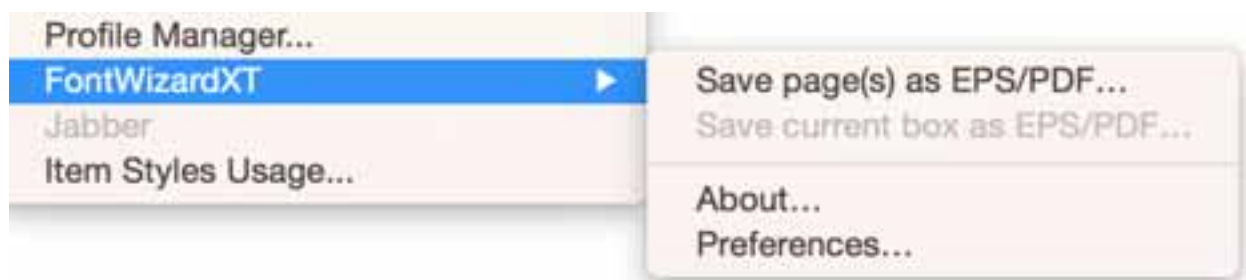 Profile Manager...
FontWizardXT
Jabber
Item Styles Usage...
Save page(s) as EPS/PDF...
Save current box as EPS/PDF...
About...
Preferences...